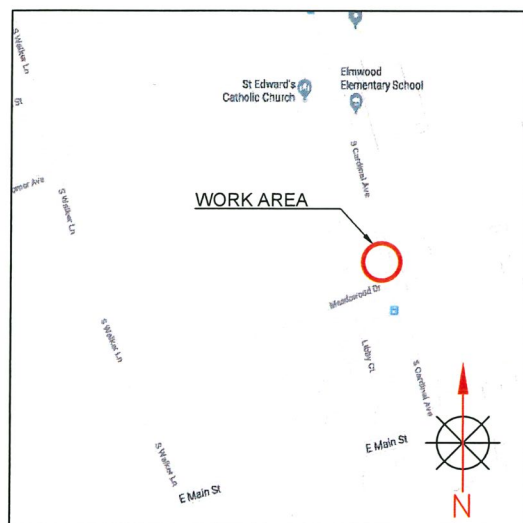 S Walker Ln
St Edward's
Catholic Church
Elmwood
Elementary School
S Cardinal Ave
S Walker Ln
WORK AREA
Meadowood Dr
S Walker Ln
Libby Ct
S Cardinal Ave
S Walker Ln
E Main St
E Main St
N